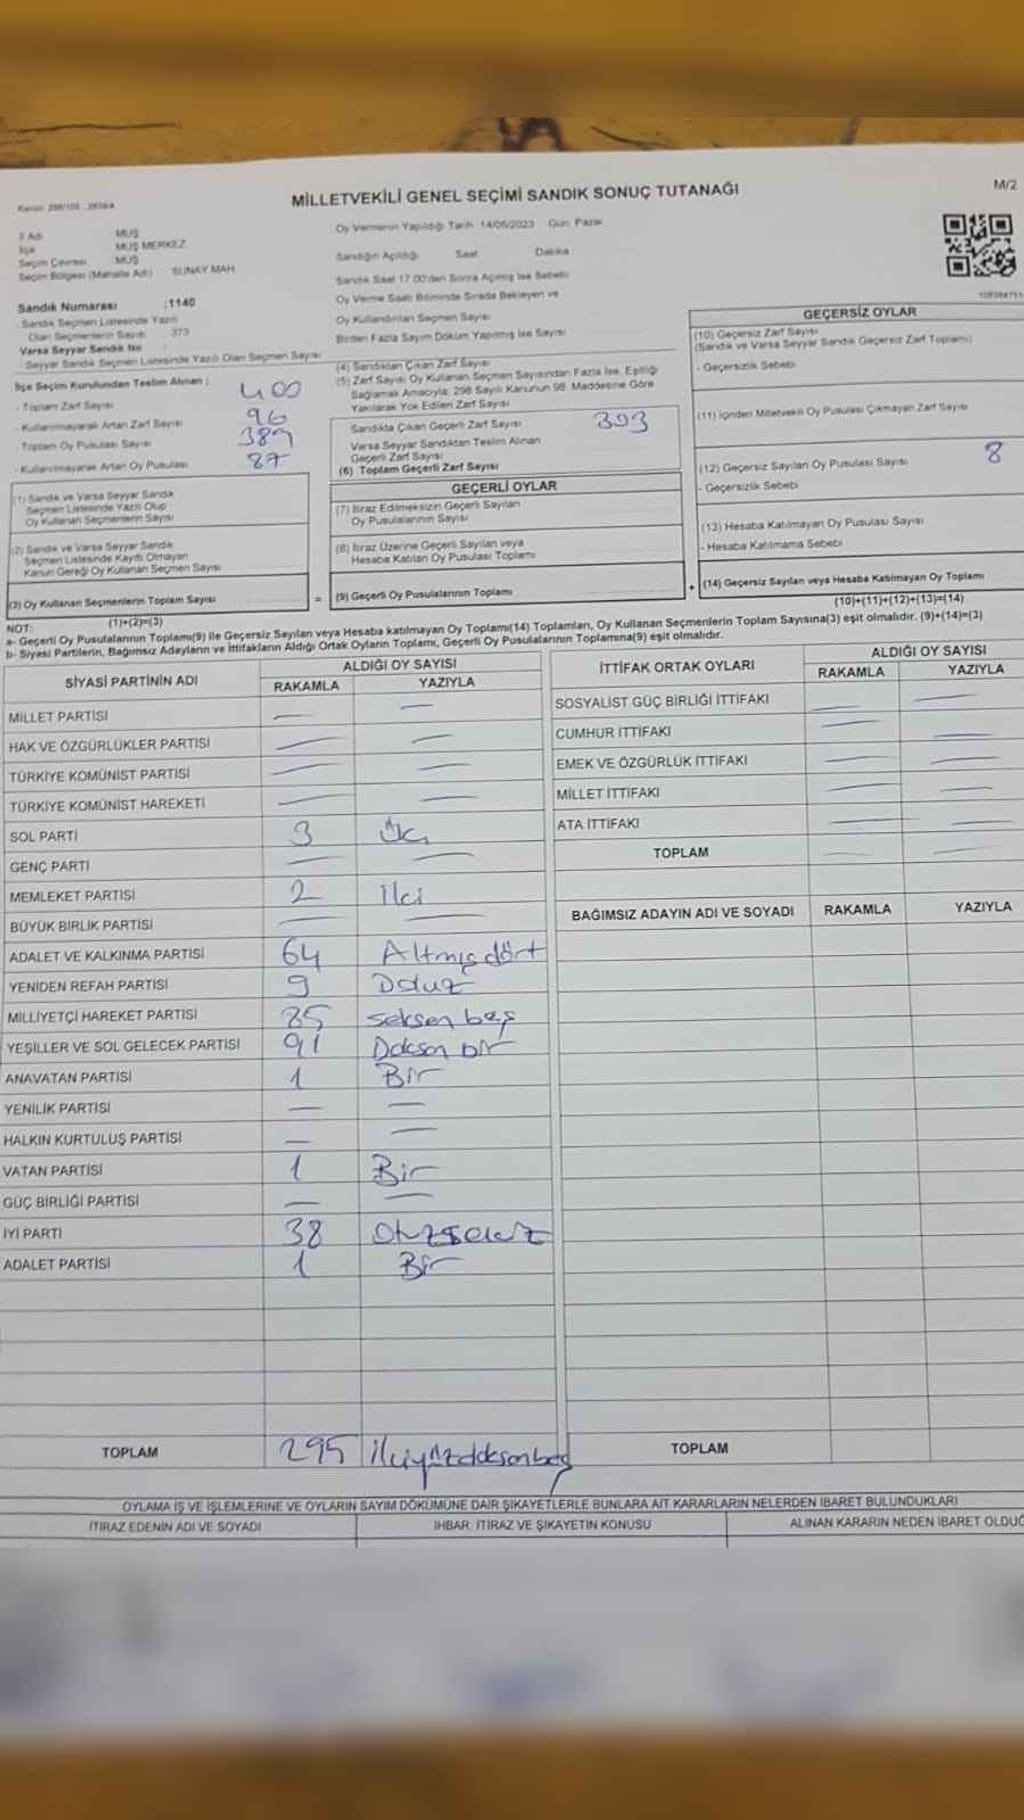 MİLLETVEKİLİ GENEL SEÇİMİ SANDIK SONUÇ TUTANAĞI
M/2
İl Adı MUŞ
İlçe MUŞ MERKEZ
Seçim Çevresi MUŞ
Seçim Bölgesi (Mahalle Adı) SUNAY MAH
Sandık Numarası :1140
Sandık Seçmen Listesinde Yazılı
Olan Seçmenlerin Sayısı 373
Varsa Seyyar Sandık No
Seyyar Sandık Seçmen Listesinde Yazılı Olan Seçmen Sayısı
İlçe Seçim Kurulundan Teslim Alınan :
- Toplam Zarf Sayısı 400
- Kullanılmayarak Artan Zarf Sayısı 96
- Toplam Oy Pusulası Sayısı 389
- Kullanılmayarak Artan Oy Pusulası 87
(1) Sandık ve Varsa Seyyar Sandık
Seçmen Listesinde Yazılı Olup
Oy Kullanan Seçmenlerin Sayısı
(2) Sandık ve Varsa Seyyar Sandık
Seçmen Listesinde Kaydı Olmayan
Kanun Gereği Oy Kullanan Seçmen Sayısı
(3) Oy Kullanan Seçmenlerin Toplam Sayısı
(1)+(2)=(3)
Oy Vermenin Yapıldığı Tarih 14/05/2023 Gün: Pazar
Sandığın Açıldığı Saat Dakika
Sandık Saat 17.00'den Sonra Açılmış İse Sebebi
Oy Verme Saati Bitiminde Sırada Bekleyen ve
Oy Kullandırılan Seçmen Sayısı
Birden Fazla Sayım Döküm Yapılmış İse Sayısı
(4) Sandıktan Çıkan Zarf Sayısı
(5) Zarf Sayısı Oy Kullanan Seçmen Sayısından Fazla İse, Eşitliği
Sağlamak Amacıyla; 298 Sayılı Kanunun 98. Maddesine Göre
Yakılarak Yok Edilen Zarf Sayısı
Sandıkta Çıkan Geçerli Zarf Sayısı 303
Varsa Seyyar Sandıktan Teslim Alınan
Geçerli Zarf Sayısı
(6) Toplam Geçerli Zarf Sayısı
GEÇERLİ OYLAR
(7) İtiraz Edilmeksizin Geçerli Sayılan
Oy Pusulalarının Sayısı
(8) İtiraz Üzerine Geçerli Sayılan veya
Hesaba Katılan Oy Pusulası Toplamı
= (9) Geçerli Oy Pusulalarının Toplamı
GEÇERSİZ OYLAR
(10) Geçersiz Zarf Sayısı
(Sandık ve Varsa Seyyar Sandık Geçersiz Zarf Toplamı)
- Geçersizlik Sebebi
(11) İçinden Milletvekili Oy Pusulası Çıkmayan Zarf Sayısı
(12) Geçersiz Sayılan Oy Pusulası Sayısı 8
- Geçersizlik Sebebi
(13) Hesaba Katılmayan Oy Pusulası Sayısı
- Hesaba Katılmama Sebebi
+ (14) Geçersiz Sayılan veya Hesaba Katılmayan Oy Toplamı
(10)+(11)+(12)+(13)=(14)
NOT:
a- Geçerli Oy Pusulalarının Toplamı(9) ile Geçersiz Sayılan veya Hesaba katılmayan Oy Toplamı(14) Toplamları, Oy Kullanan Seçmenlerin Toplam Sayısına(3) eşit olmalıdır. (9)+(14)=(3)
b- Siyasi Partilerin, Bağımsız Adayların ve İttifakların Aldığı Ortak Oyların Toplamı, Geçerli Oy Pusulalarının Toplamına(9) eşit olmalıdır.
SİYASİ PARTİNİN ADI ALDIĞI OY SAYISI
RAKAMLA YAZIYLA
MİLLET PARTİSİ — —
HAK VE ÖZGÜRLÜKLER PARTİSİ — —
TÜRKİYE KOMÜNİST PARTİSİ — —
TÜRKİYE KOMÜNİST HAREKETİ — —
SOL PARTİ 3 Üç
GENÇ PARTİ — —
MEMLEKET PARTİSİ 2 iki
BÜYÜK BİRLİK PARTİSİ — —
ADALET VE KALKINMA PARTİSİ 64 Altmış dört
YENİDEN REFAH PARTİSİ 9 Dokuz
MİLLİYETÇİ HAREKET PARTİSİ 85 seksen beş
YEŞİLLER VE SOL GELECEK PARTİSİ 91 Doksan bir
ANAVATAN PARTİSİ 1 Bir
YENİLİK PARTİSİ — —
HALKIN KURTULUŞ PARTİSİ — —
VATAN PARTİSİ 1 Bir
GÜÇ BİRLİĞİ PARTİSİ — —
İYİ PARTİ 38 Otuzsekiz
ADALET PARTİSİ 1 Bir
TOPLAM 295 ikiyüzdoksanbeş
İTTİFAK ORTAK OYLARI ALDIĞI OY SAYISI
RAKAMLA YAZIYLA
SOSYALİST GÜÇ BİRLİĞİ İTTİFAKI — —
CUMHUR İTTİFAKI — —
EMEK VE ÖZGÜRLÜK İTTİFAKI — —
MİLLET İTTİFAKI — —
ATA İTTİFAKI — —
TOPLAM — —
BAĞIMSIZ ADAYIN ADI VE SOYADI RAKAMLA YAZIYLA
TOPLAM
OYLAMA İŞ VE İŞLEMLERİNE VE OYLARIN SAYIM DÖKÜMÜNE DAİR ŞİKAYETLERLE BUNLARA AİT KARARLARIN NELERDEN İBARET BULUNDUKLARI
İTİRAZ EDENİN ADI VE SOYADI İHBAR, İTİRAZ VE ŞİKAYETİN KONUSU ALINAN KARARIN NEDEN İBARET OLDUĞ